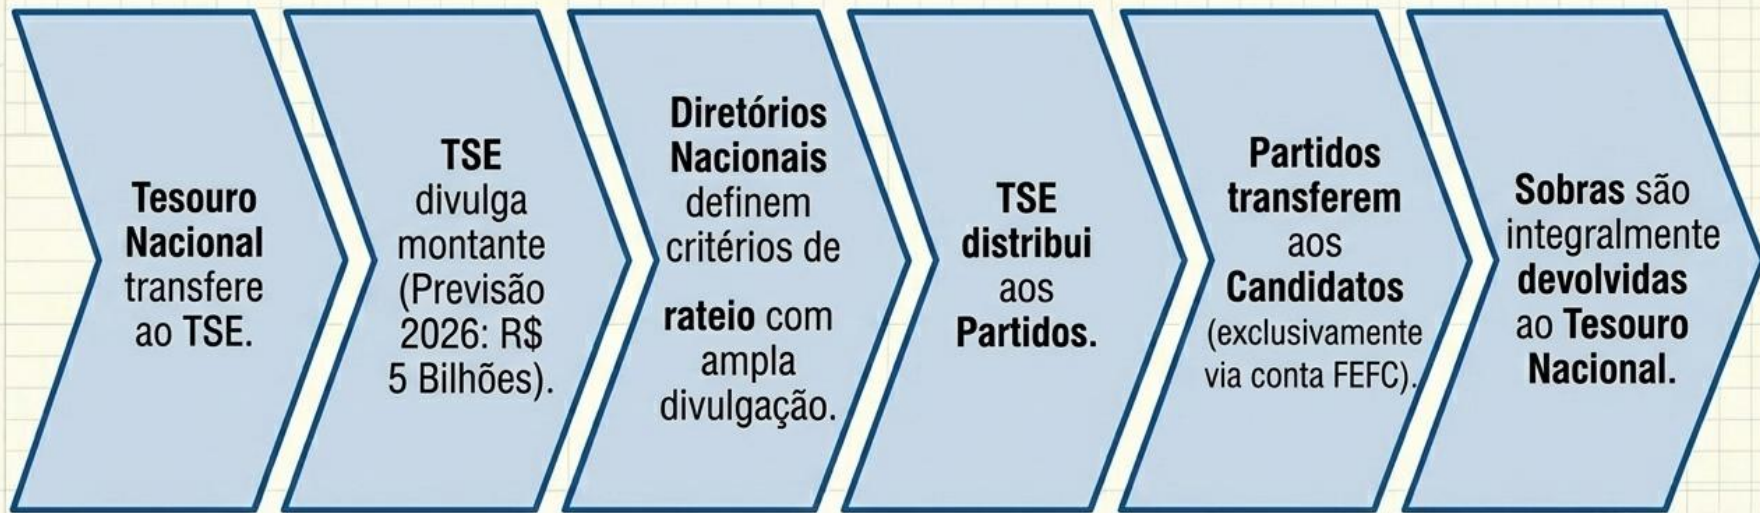 Tesouro
Nacional
transfere
ao TSE.
TSE
divulga
montante
(Previsão
2026: R$
5 Bilhões).
Diretórios
Nacionais
definem
critérios de
rateio com
ampla
divulgação.
TSE
distribui
aos
Partidos.
Partidos
transferem
aos
Candidatos
(exclusivamente
via conta FEFC).
Sobras são
integralmente
devolvidas
ao Tesouro
Nacional.